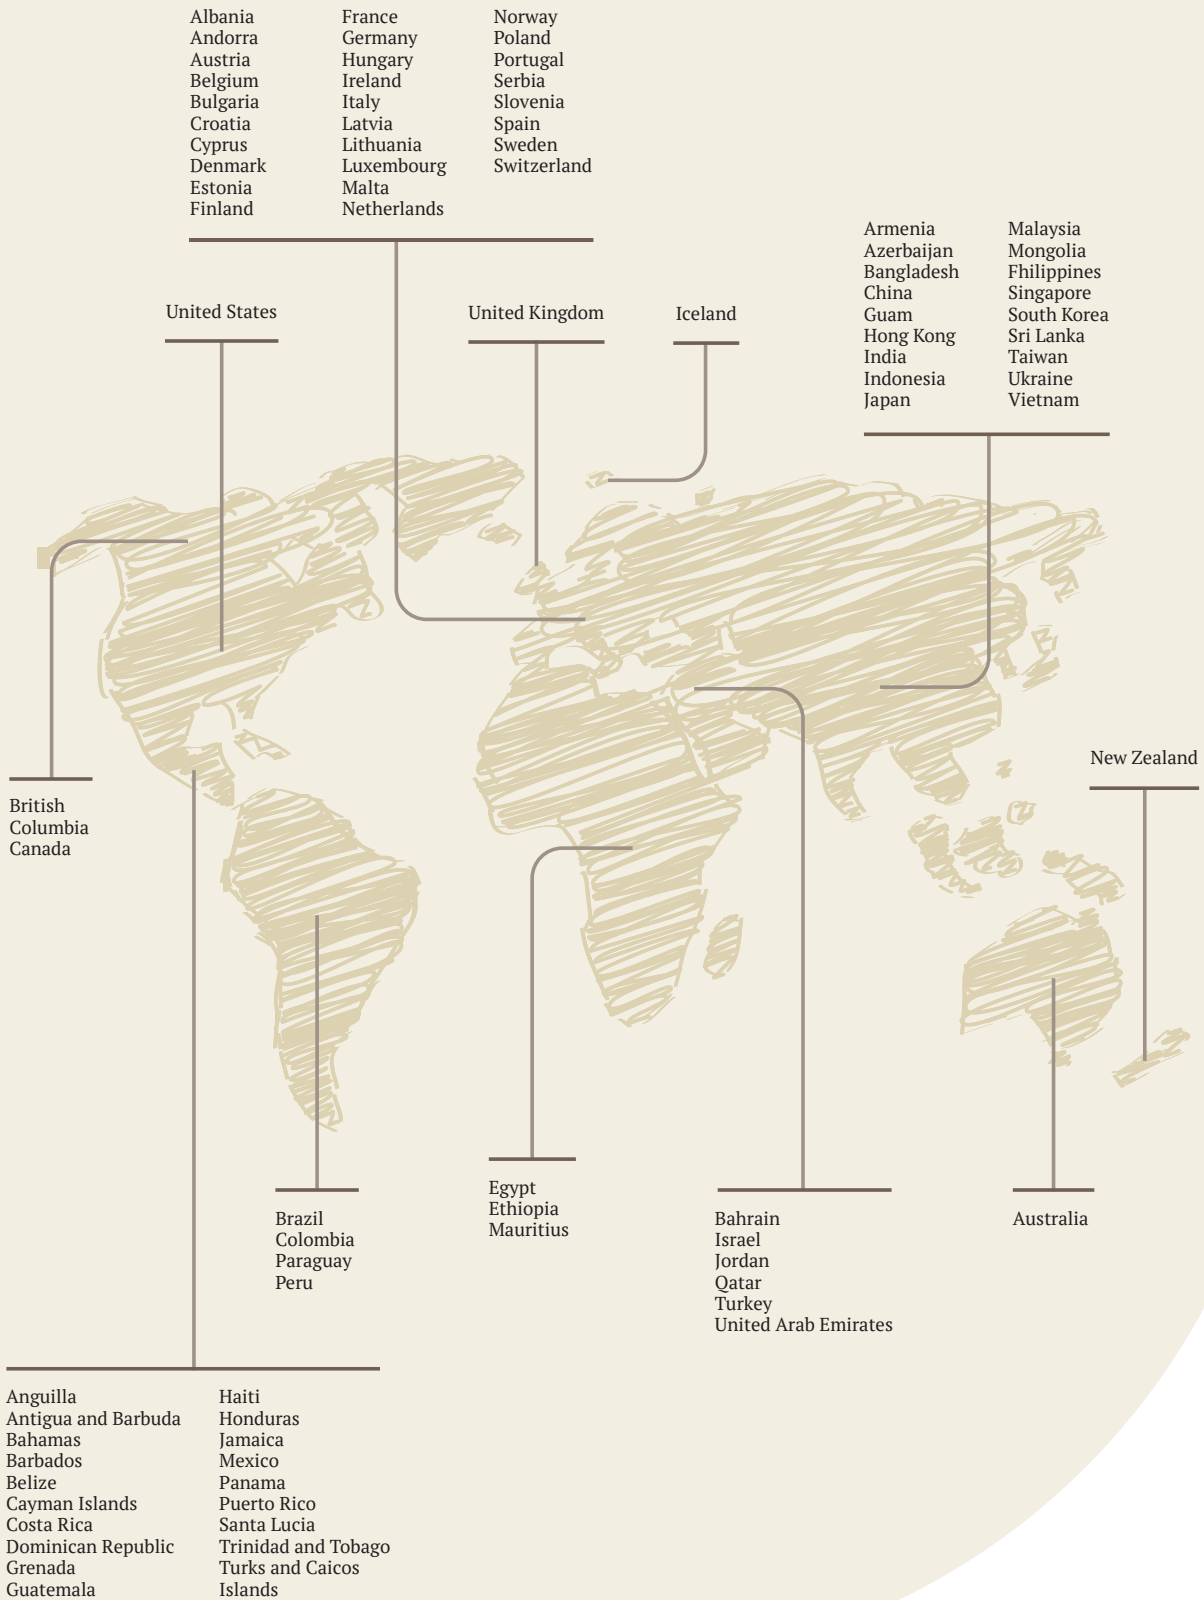 Albania
Andorra
Austria
Belgium
Bulgaria
Croatia
Cyprus
Denmark
Estonia
Finland
France
Germany
Hungary
Ireland
Italy
Latvia
Lithuania
Luxembourg
Malta
Netherlands
Norway
Poland
Portugal
Serbia
Slovenia
Spain
Sweden
Switzerland
Armenia
Azerbaijan
Bangladesh
China
Guam
Hong Kong
India
Indonesia
Japan
Malaysia
Mongolia
Fhilippines
Singapore
South Korea
Sri Lanka
Taiwan
Ukraine
Vietnam
United States
United Kingdom
Iceland
New Zealand
British
Columbia
Canada
Egypt
Ethiopia
Mauritius
Brazil
Colombia
Paraguay
Peru
Bahrain
Israel
Jordan
Qatar
Turkey
United Arab Emirates
Australia
Anguilla
Antigua and Barbuda
Bahamas
Barbados
Belize
Cayman Islands
Costa Rica
Dominican Republic
Grenada
Guatemala
Haiti
Honduras
Jamaica
Mexico
Panama
Puerto Rico
Santa Lucia
Trinidad and Tobago
Turks and Caicos
Islands